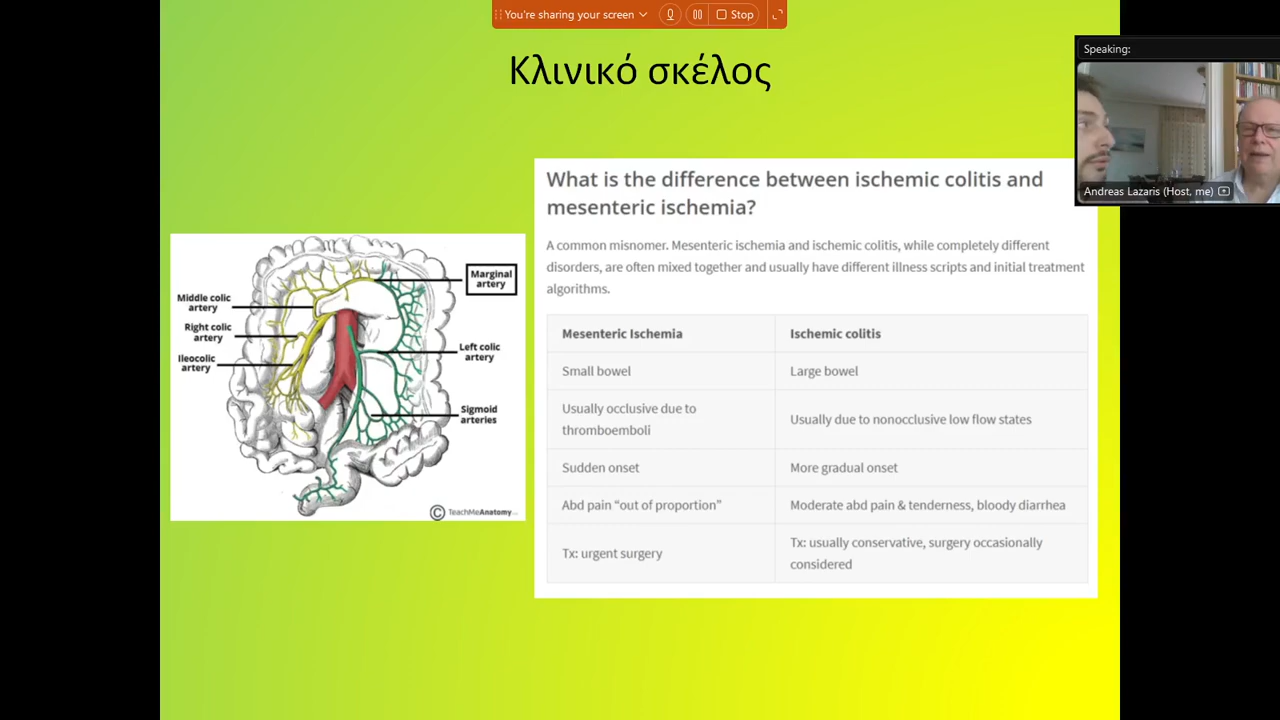 You're sharing your screen
Stop
Κλινικό σκέλος
Speaking:
Andreas Lazaris (Host, me)
What is the difference between ischemic colitis and
mesenteric ischemia?
A common misnomer. Mesenteric ischemia and ischemic colitis, while completely different
disorders, are often mixed together and usually have different illness scripts and initial treatment
algorithms.
Mesenteric Ischemia
Ischemic colitis
Small bowel
Large bowel
Usually occlusive due to
thromboemboli
Usually due to nonocclusive low flow states
Sudden onset
More gradual onset
Abd pain “out of proportion”
Moderate abd pain & tenderness, bloody diarrhea
Tx: urgent surgery
Tx: usually conservative, surgery occasionally
considered
Marginal
artery
Middle colic
artery
Right colic
artery
Ileocolic
artery
Left colic
artery
Sigmoid
arteries
© TeachMeAnatomy